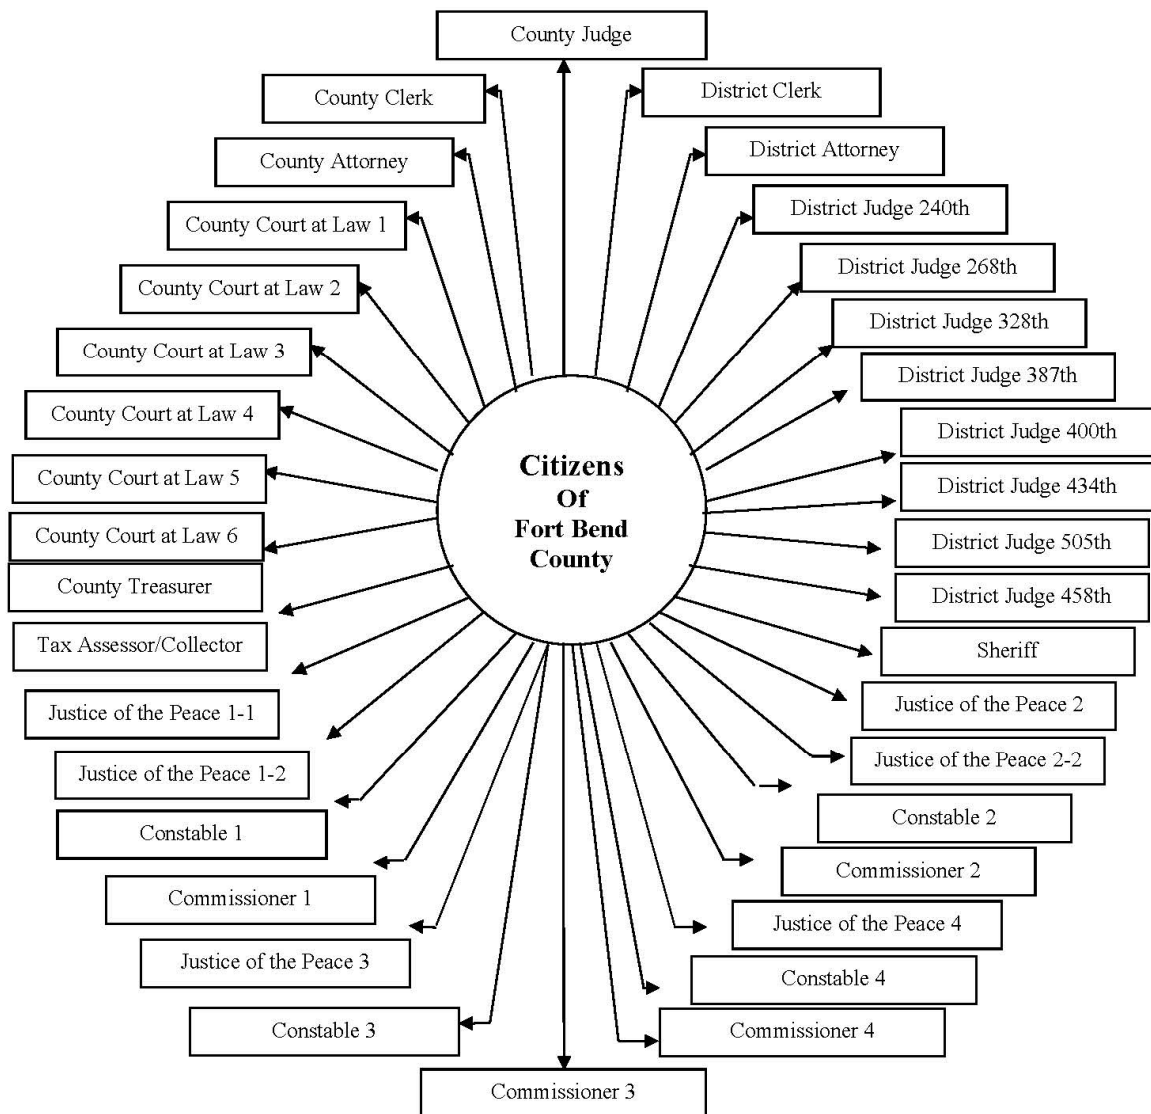 County Judge
County Clerk
District Clerk
County Attorney
District Attorney
County Court at Law 1
District Judge 240th
County Court at Law 2
District Judge 268th
County Court at Law 3
District Judge 328th
County Court at Law 4
District Judge 387th
County Court at Law 5
District Judge 400th
County Court at Law 6
District Judge 434th
County Treasurer
District Judge 505th
Tax Assessor/Collector
District Judge 458th
Citizens
Of
Fort Bend
County
Sheriff
Justice of the Peace 1-1
Justice of the Peace 2
Justice of the Peace 1-2
Justice of the Peace 2-2
Constable 1
Constable 2
Commissioner 1
Commissioner 2
Justice of the Peace 3
Justice of the Peace 4
Constable 3
Constable 4
Commissioner 4
Commissioner 3